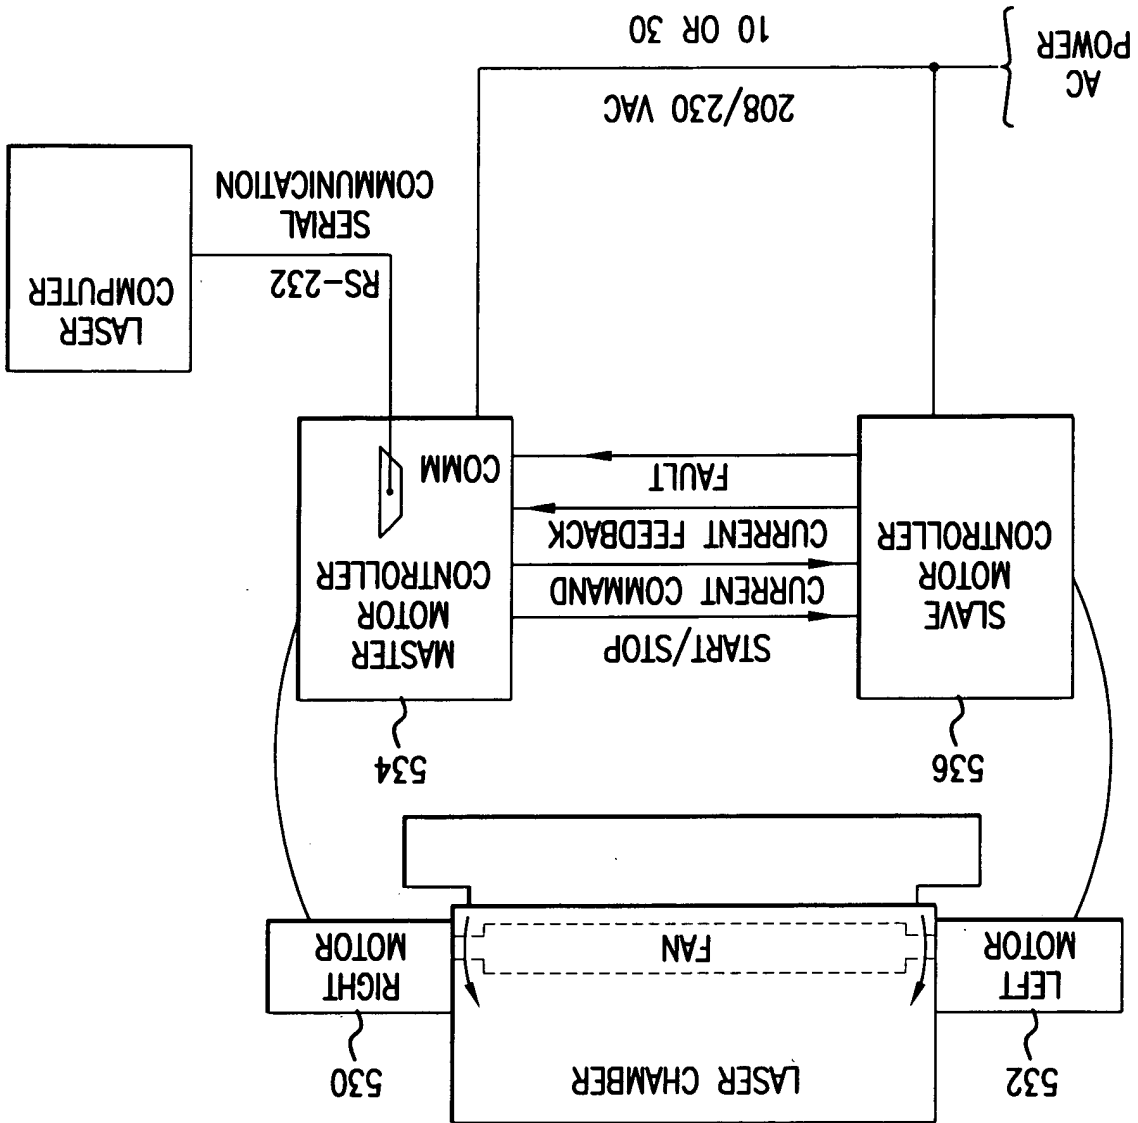 LASER CHAMBER
532
530
LEFT
MOTOR
FAN
RIGHT
MOTOR
536
534
SLAVE
MOTOR
CONTROLLER
START/STOP
CURRENT COMMAND
CURRENT FEEDBACK
FAULT
MASTER
MOTOR
CONTROLLER
COMM
LASER
COMPUTER
RS-232
SERIAL
COMMUNICATION
AC
POWER
208/230 VAC
10 OR 30